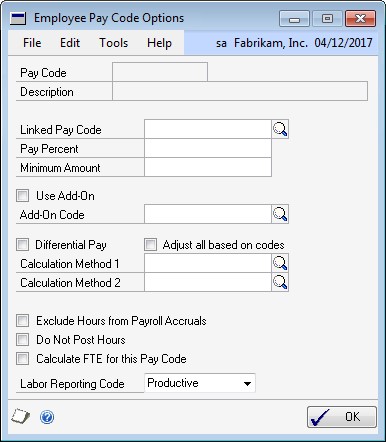 Employee Pay Code Options
File Edit Tools Help sa Fabrikam, Inc. 04/12/2017
Pay Code
Description
Linked Pay Code
Pay Percent
Minimum Amount
Use Add-On
Add-On Code
Differential Pay Adjust all based on codes
Calculation Method 1
Calculation Method 2
Exclude Hours from Payroll Accruals
Do Not Post Hours
Calculate FTE for this Pay Code
Labor Reporting Code Productive
OK